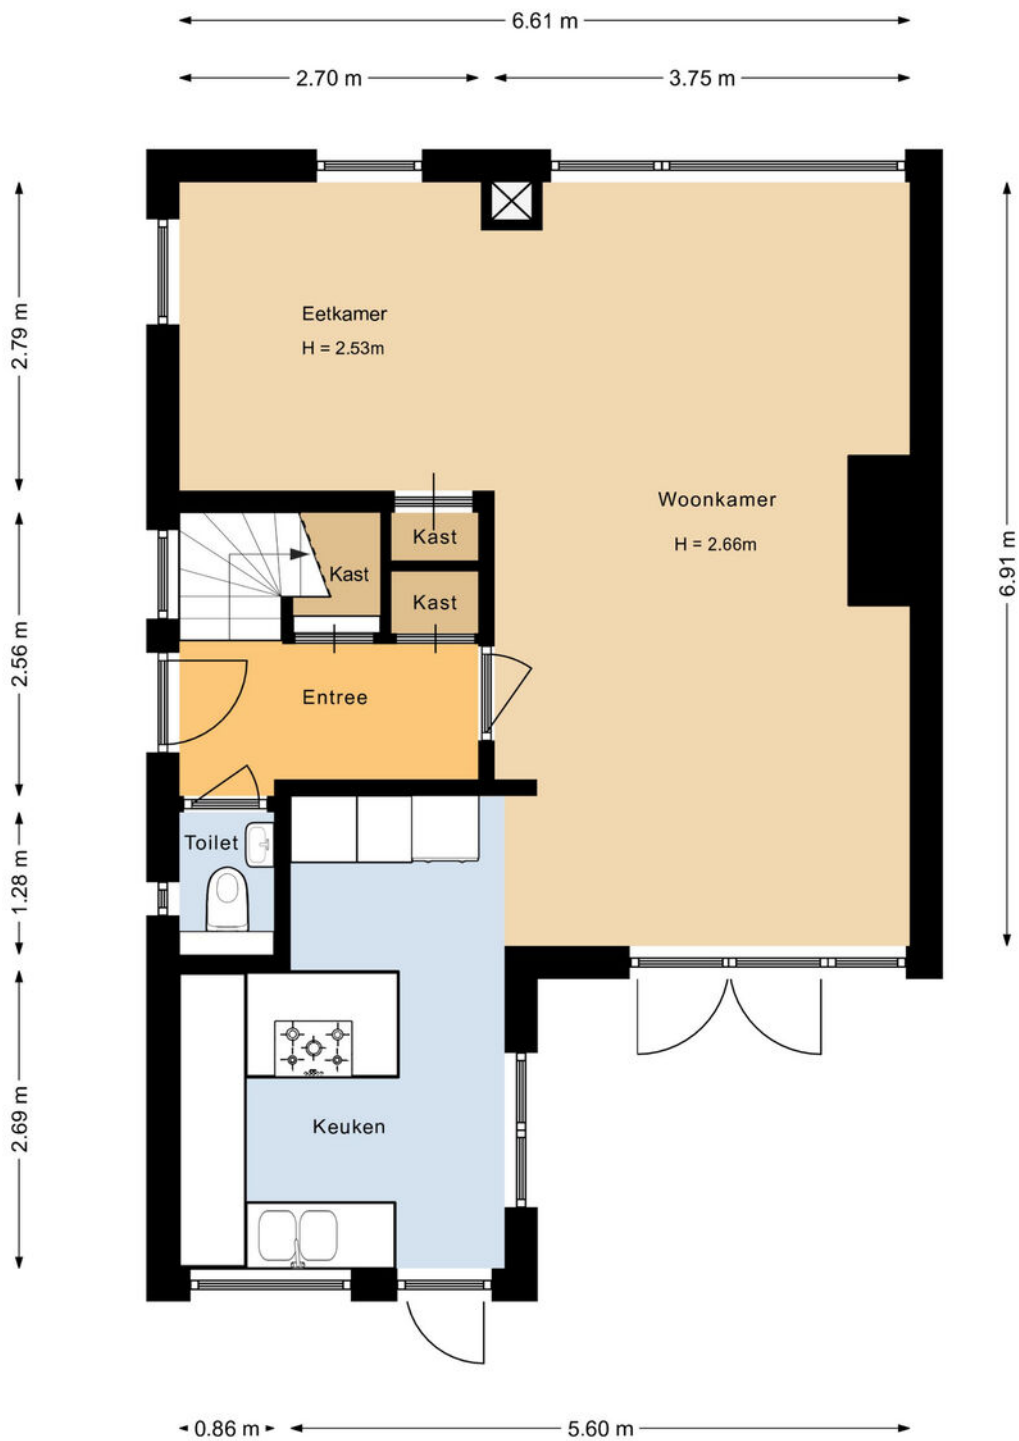 6.61 m
2.70 m
3.75 m
2.79 m
Eetkamer
H = 2.53m
Woonkamer
H = 2.66m
6.91 m
Kast
Kast
Kast
2.56 m
Entree
1.28 m
Toilet
2.69 m
Keuken
0.86 m
5.60 m